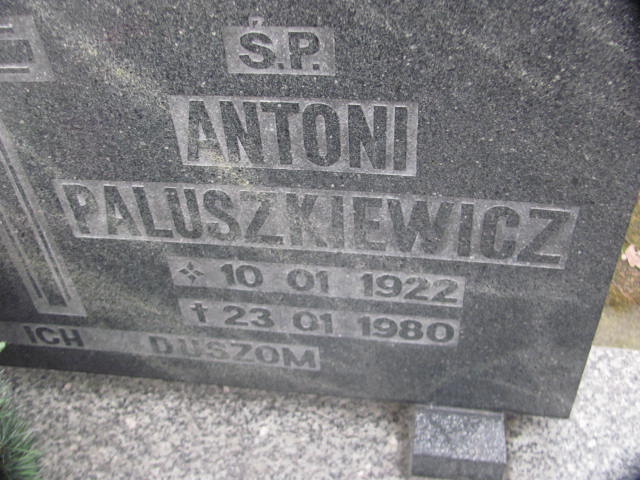 Ś.P.
ANTONI
PALUSZKIEWICZ
10 01 1922
† 23 01 1980
ICH DUSZOM